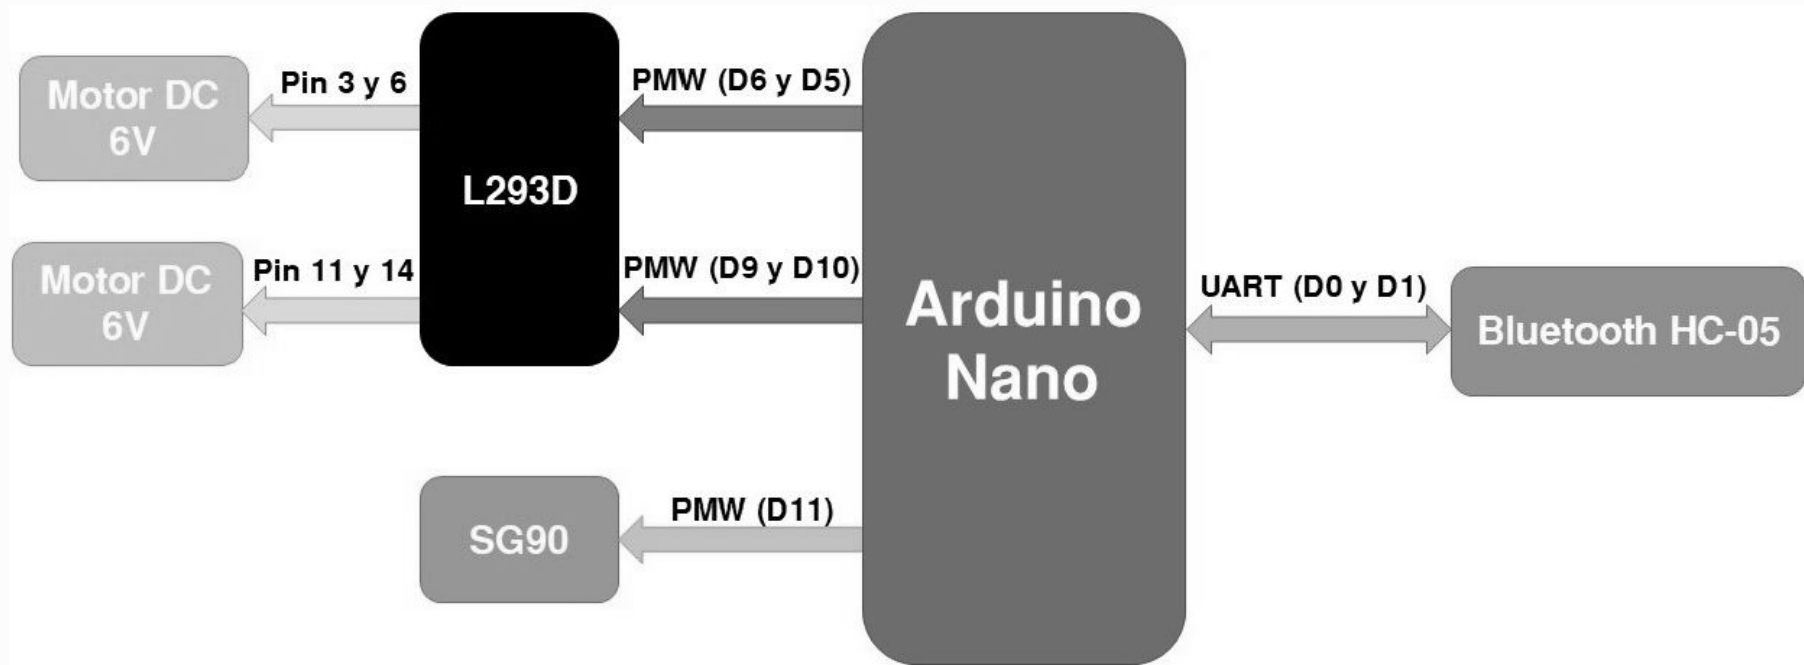 Motor DC
6V
Pin 3 y 6
L293D
PMW (D6 y D5)
Motor DC
6V
Pin 11 y 14
PMW (D9 y D10)
Arduino
Nano
UART (D0 y D1)
Bluetooth HC-05
SG90
PMW (D11)